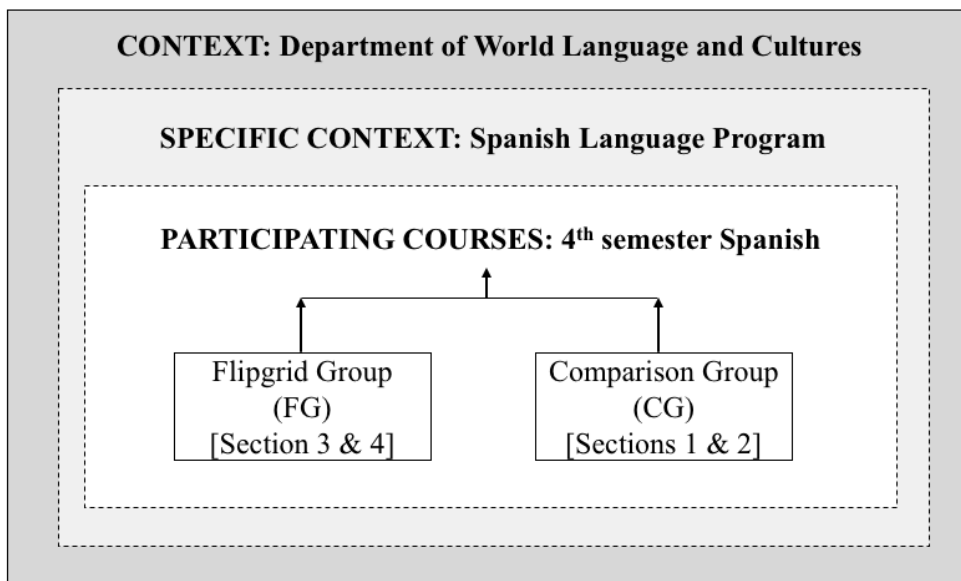 CONTEXT: Department of World Language and Cultures
SPECIFIC CONTEXT: Spanish Language Program
PARTICIPATING COURSES: 4th semester Spanish
Flipgrid Group
(FG)
[Section 3 & 4]
Comparison Group
(CG)
[Sections 1 & 2]